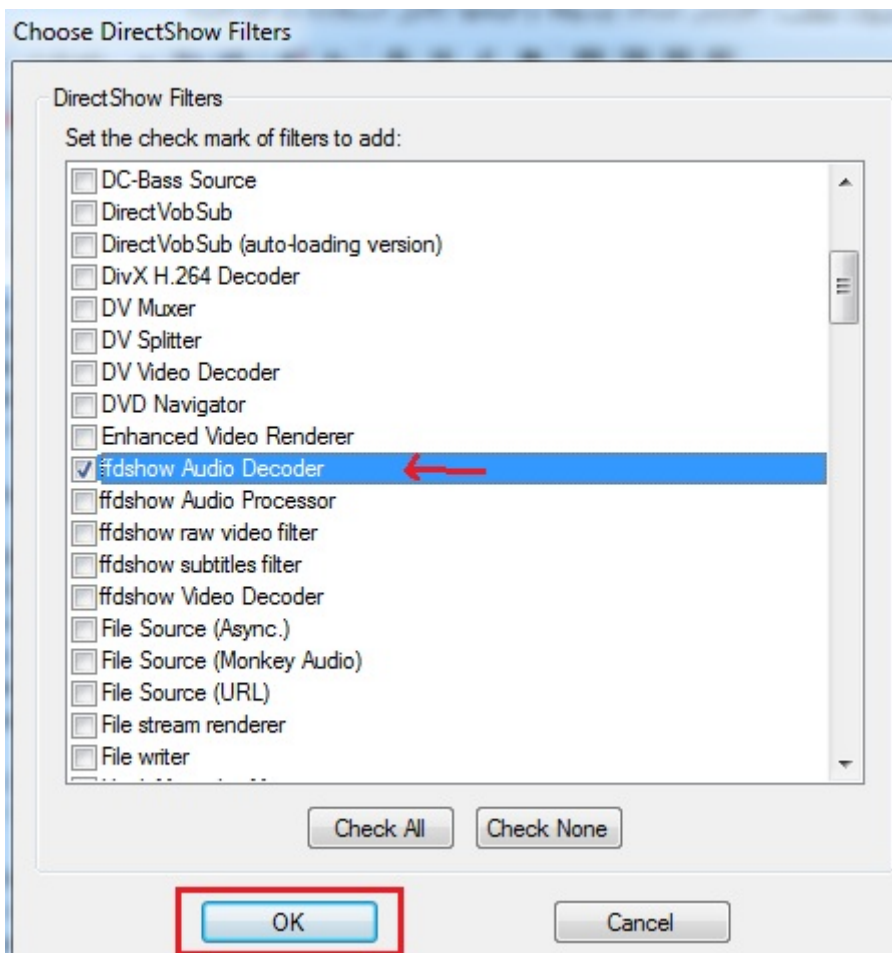 Choose DirectShow Filters
DirectShow Filters
Set the check mark of filters to add:
DC-Bass Source
DirectVobSub
DirectVobSub (auto-loading version)
DivX H.264 Decoder
DV Muxer
DV Splitter
DV Video Decoder
DVD Navigator
Enhanced Video Renderer
ffdshow Audio Decoder
ffdshow Audio Processor
ffdshow raw video filter
ffdshow subtitles filter
ffdshow Video Decoder
File Source (Async.)
File Source (Monkey Audio)
File Source (URL)
File stream renderer
File writer
Check All Check None
OK Cancel